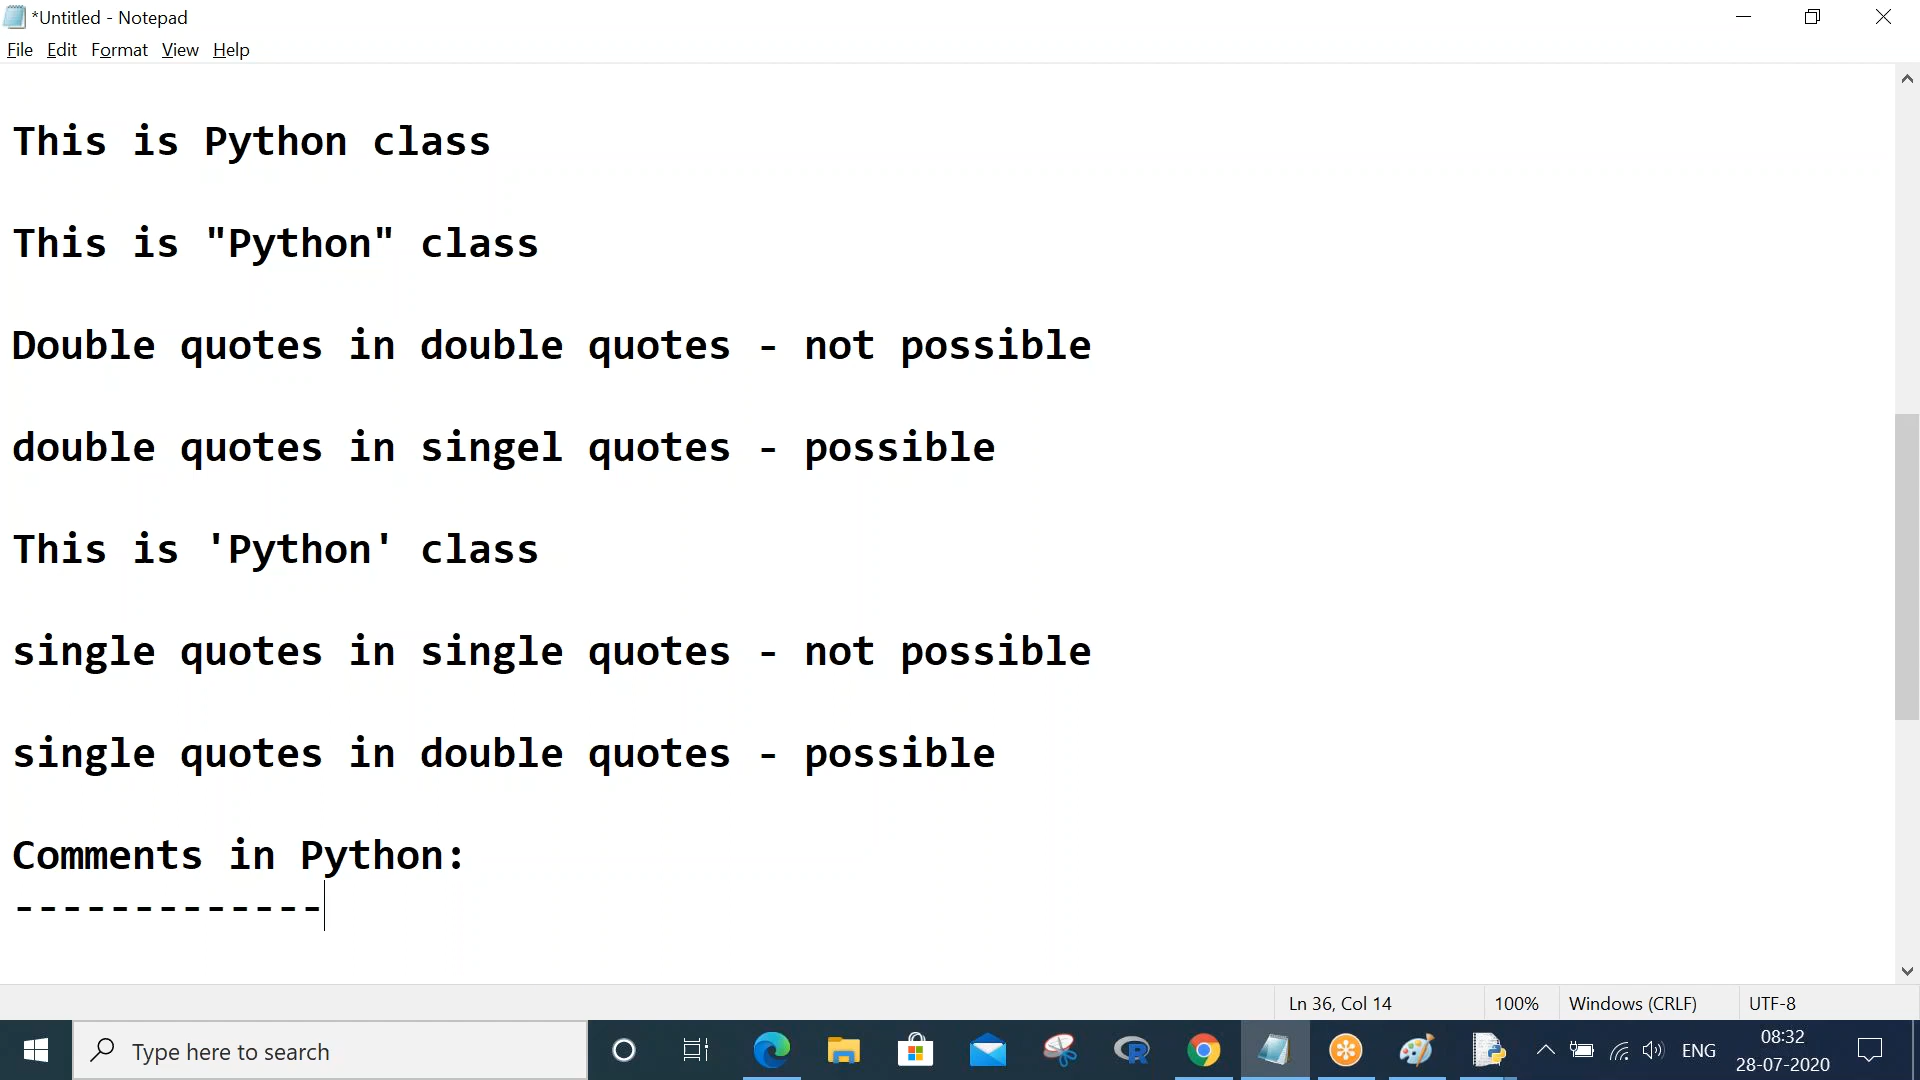 *Untitled - Notepad
File Edit Format View Help
This is Python class
This is "Python" class
Double quotes in double quotes - not possible
double quotes in singel quotes - possible
This is 'Python' class
single quotes in single quotes - not possible
single quotes in double quotes - possible
Comments in Python:
-------------
Ln 36, Col 14 100% Windows (CRLF) UTF-8
Type here to search
R
ENG
08:32
28-07-2020